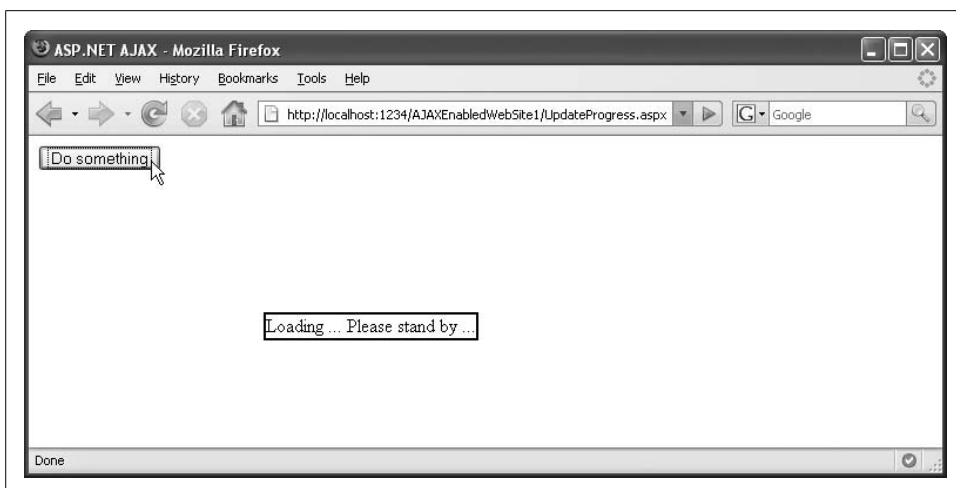 ASP.NET AJAX - Mozilla Firefox
File Edit View History Bookmarks Tools Help
http://localhost:1234/AJAXEnabledWebSite1/UpdateProgress.aspx G Google
Do something
Loading ... Please stand by ...
Done